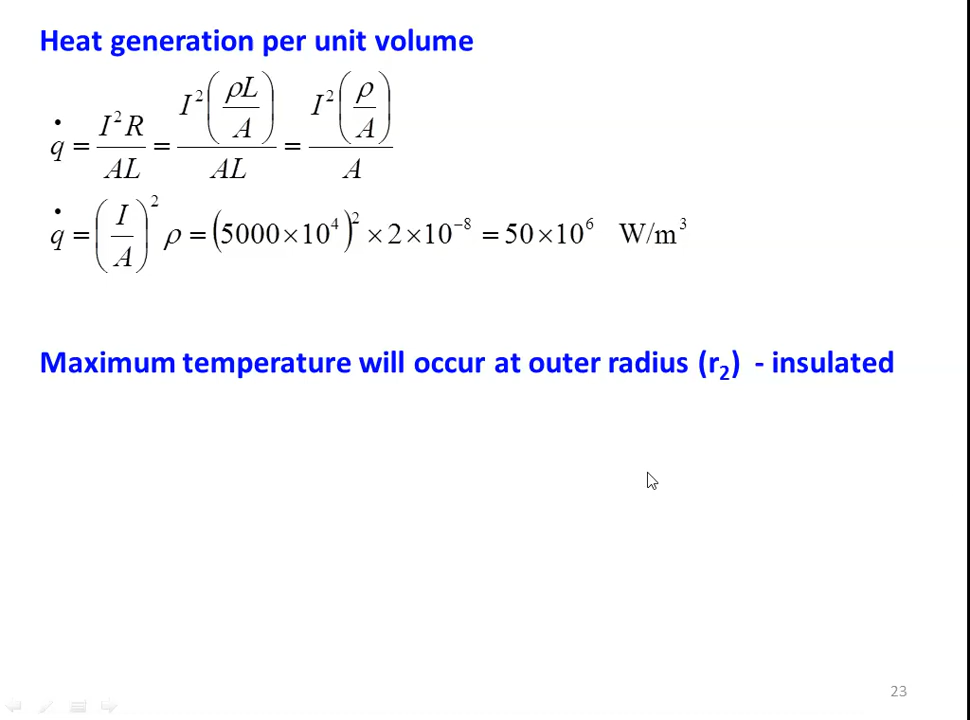 Heat generation per unit volume
q̇ = I²R / AL = I² (ρL / A) / AL = I² (ρ / A) / A
q̇ = (I / A)² ρ = (5000×10⁴)² × 2×10⁻⁸ = 50×10⁶ W/m³
Maximum temperature will occur at outer radius (r₂) - insulated
23